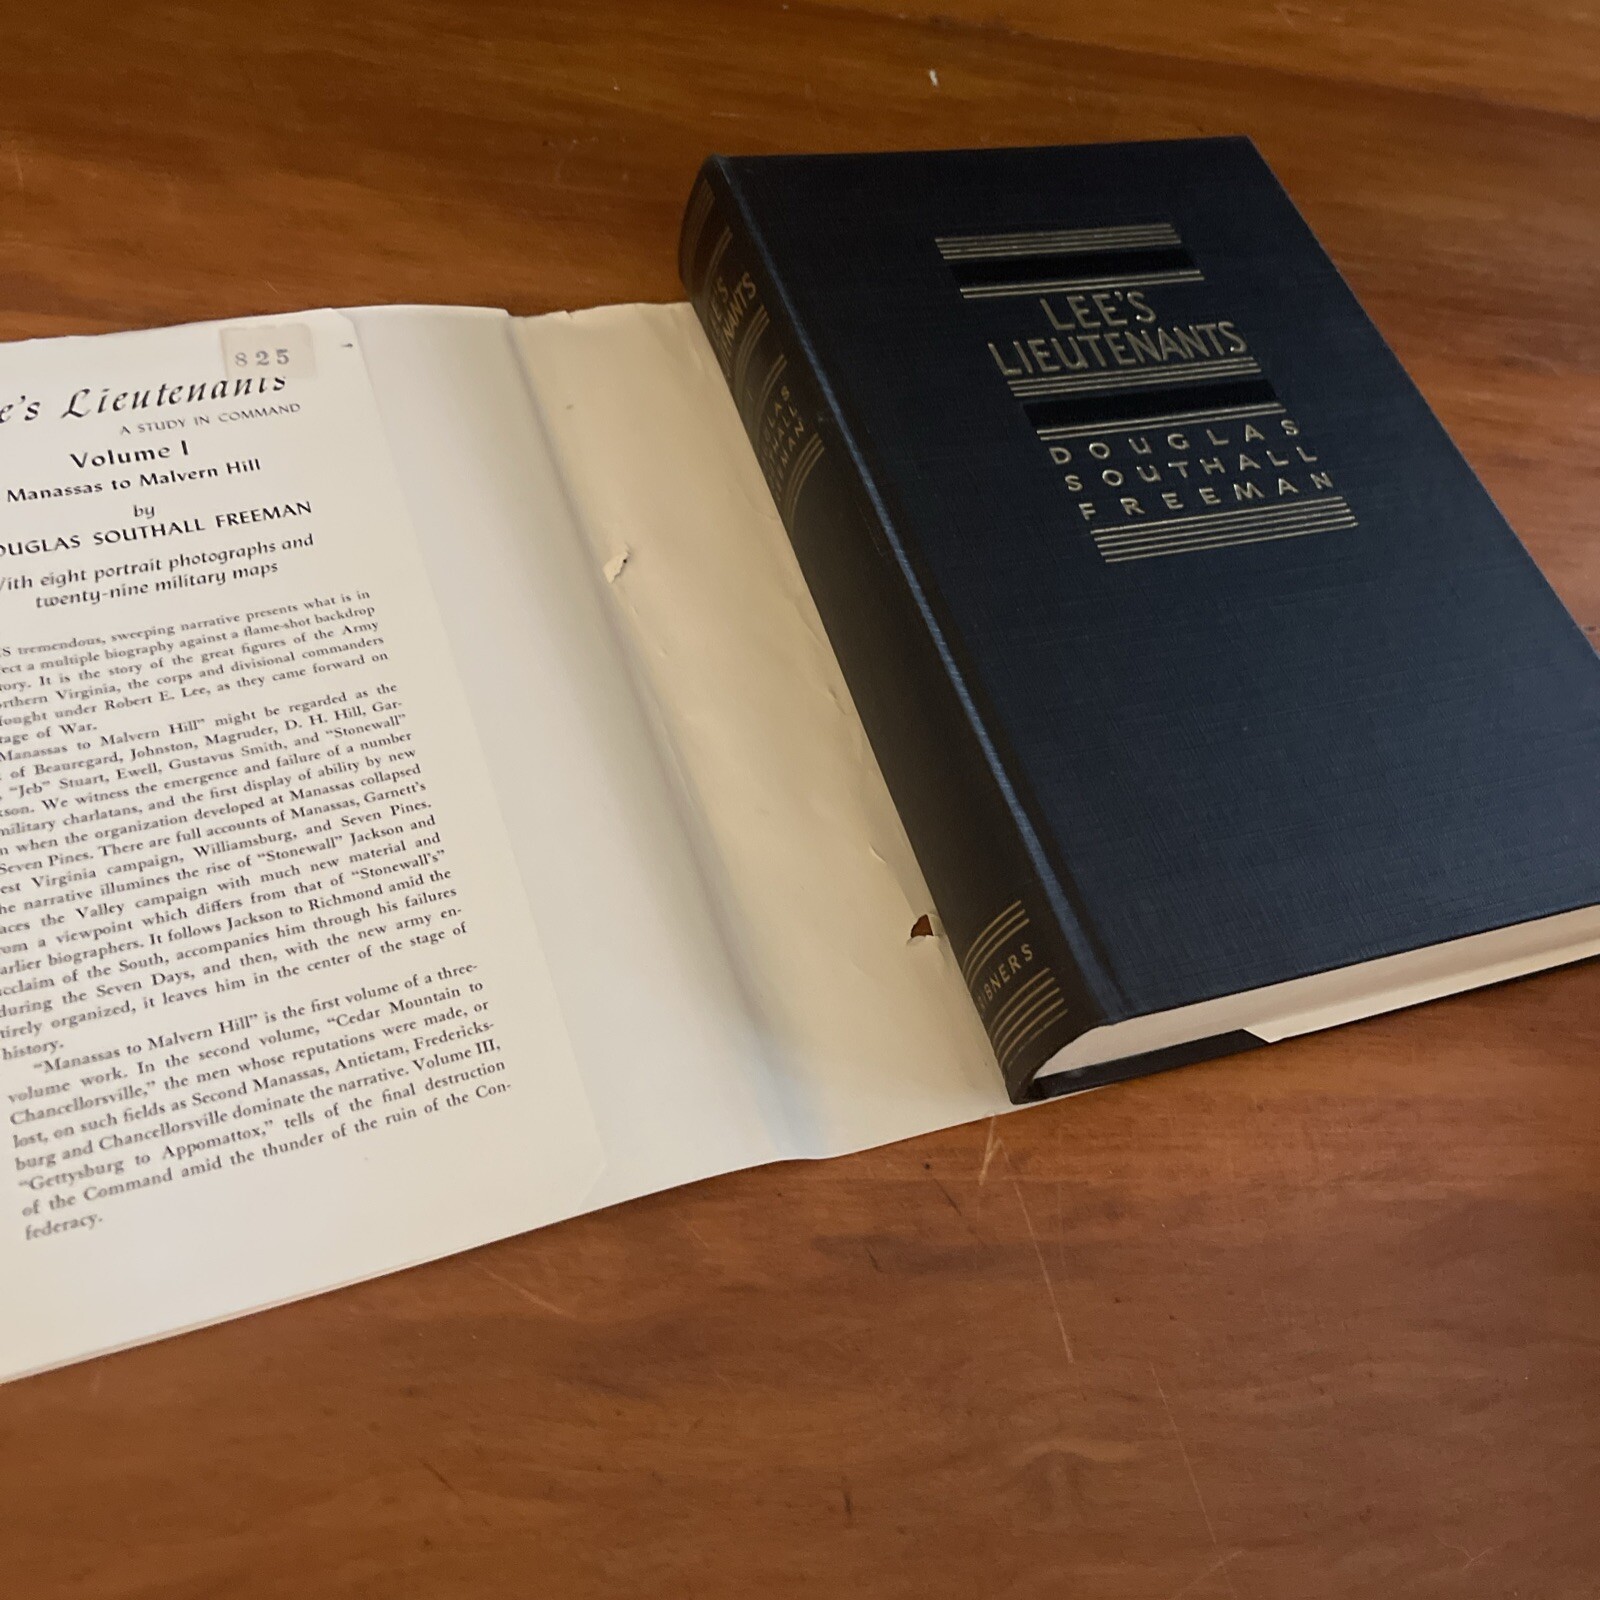 825
e's Lieutenants
A STUDY IN COMMAND
Volume I
Manassas to Malvern Hill
by
OUGLAS SOUTHALL FREEMAN
ith eight portrait photographs and
twenty-nine military maps
S tremendous, sweeping narrative presents what is in
ect a multiple biography against a flame-shot backdrop
ory. It is the story of the great figures of the Army
rthern Virginia, the corps and divisional commanders
fought under Robert E. Lee, as they came forward on
tage of War.
Manassas to Malvern Hill” might be regarded as the
of Beauregard, Johnston, Magruder, D. H. Hill, Gar-
, “Jeb” Stuart, Ewell, Gustavus Smith, and “Stonewall”
son. We witness the emergence and failure of a number
military charlatans, and the first display of ability by new
n when the organization developed at Manassas collapsed
Seven Pines. There are full accounts of Manassas, Garnett's
est Virginia campaign, Williamsburg, and Seven Pines.
he narrative illumines the rise of “Stonewall” Jackson and
aces the Valley campaign with much new material and
rom a viewpoint which differs from that of “Stonewall's”
arlier biographers. It follows Jackson to Richmond amid the
cclaim of the South, accompanies him through his failures
during the Seven Days, and then, with the new army en-
tirely organized, it leaves him in the center of the stage of
history.
“Manassas to Malvern Hill” is the first volume of a three-
volume work. In the second volume, “Cedar Mountain to
Chancellorsville,” the men whose reputations were made, or
lost, on such fields as Second Manassas, Antietam, Fredericks-
burg and Chancellorsville dominate the narrative. Volume III,
“Gettysburg to Appomattox,” tells of the final destruction
of the Command amid the thunder of the ruin of the Con-
federacy.
E'S
ENANTS
GLAS
THALL
EMAN
IBNERS
LEE'S
LIEUTENANTS
DOUGLAS
SOUTHALL
FREEMAN